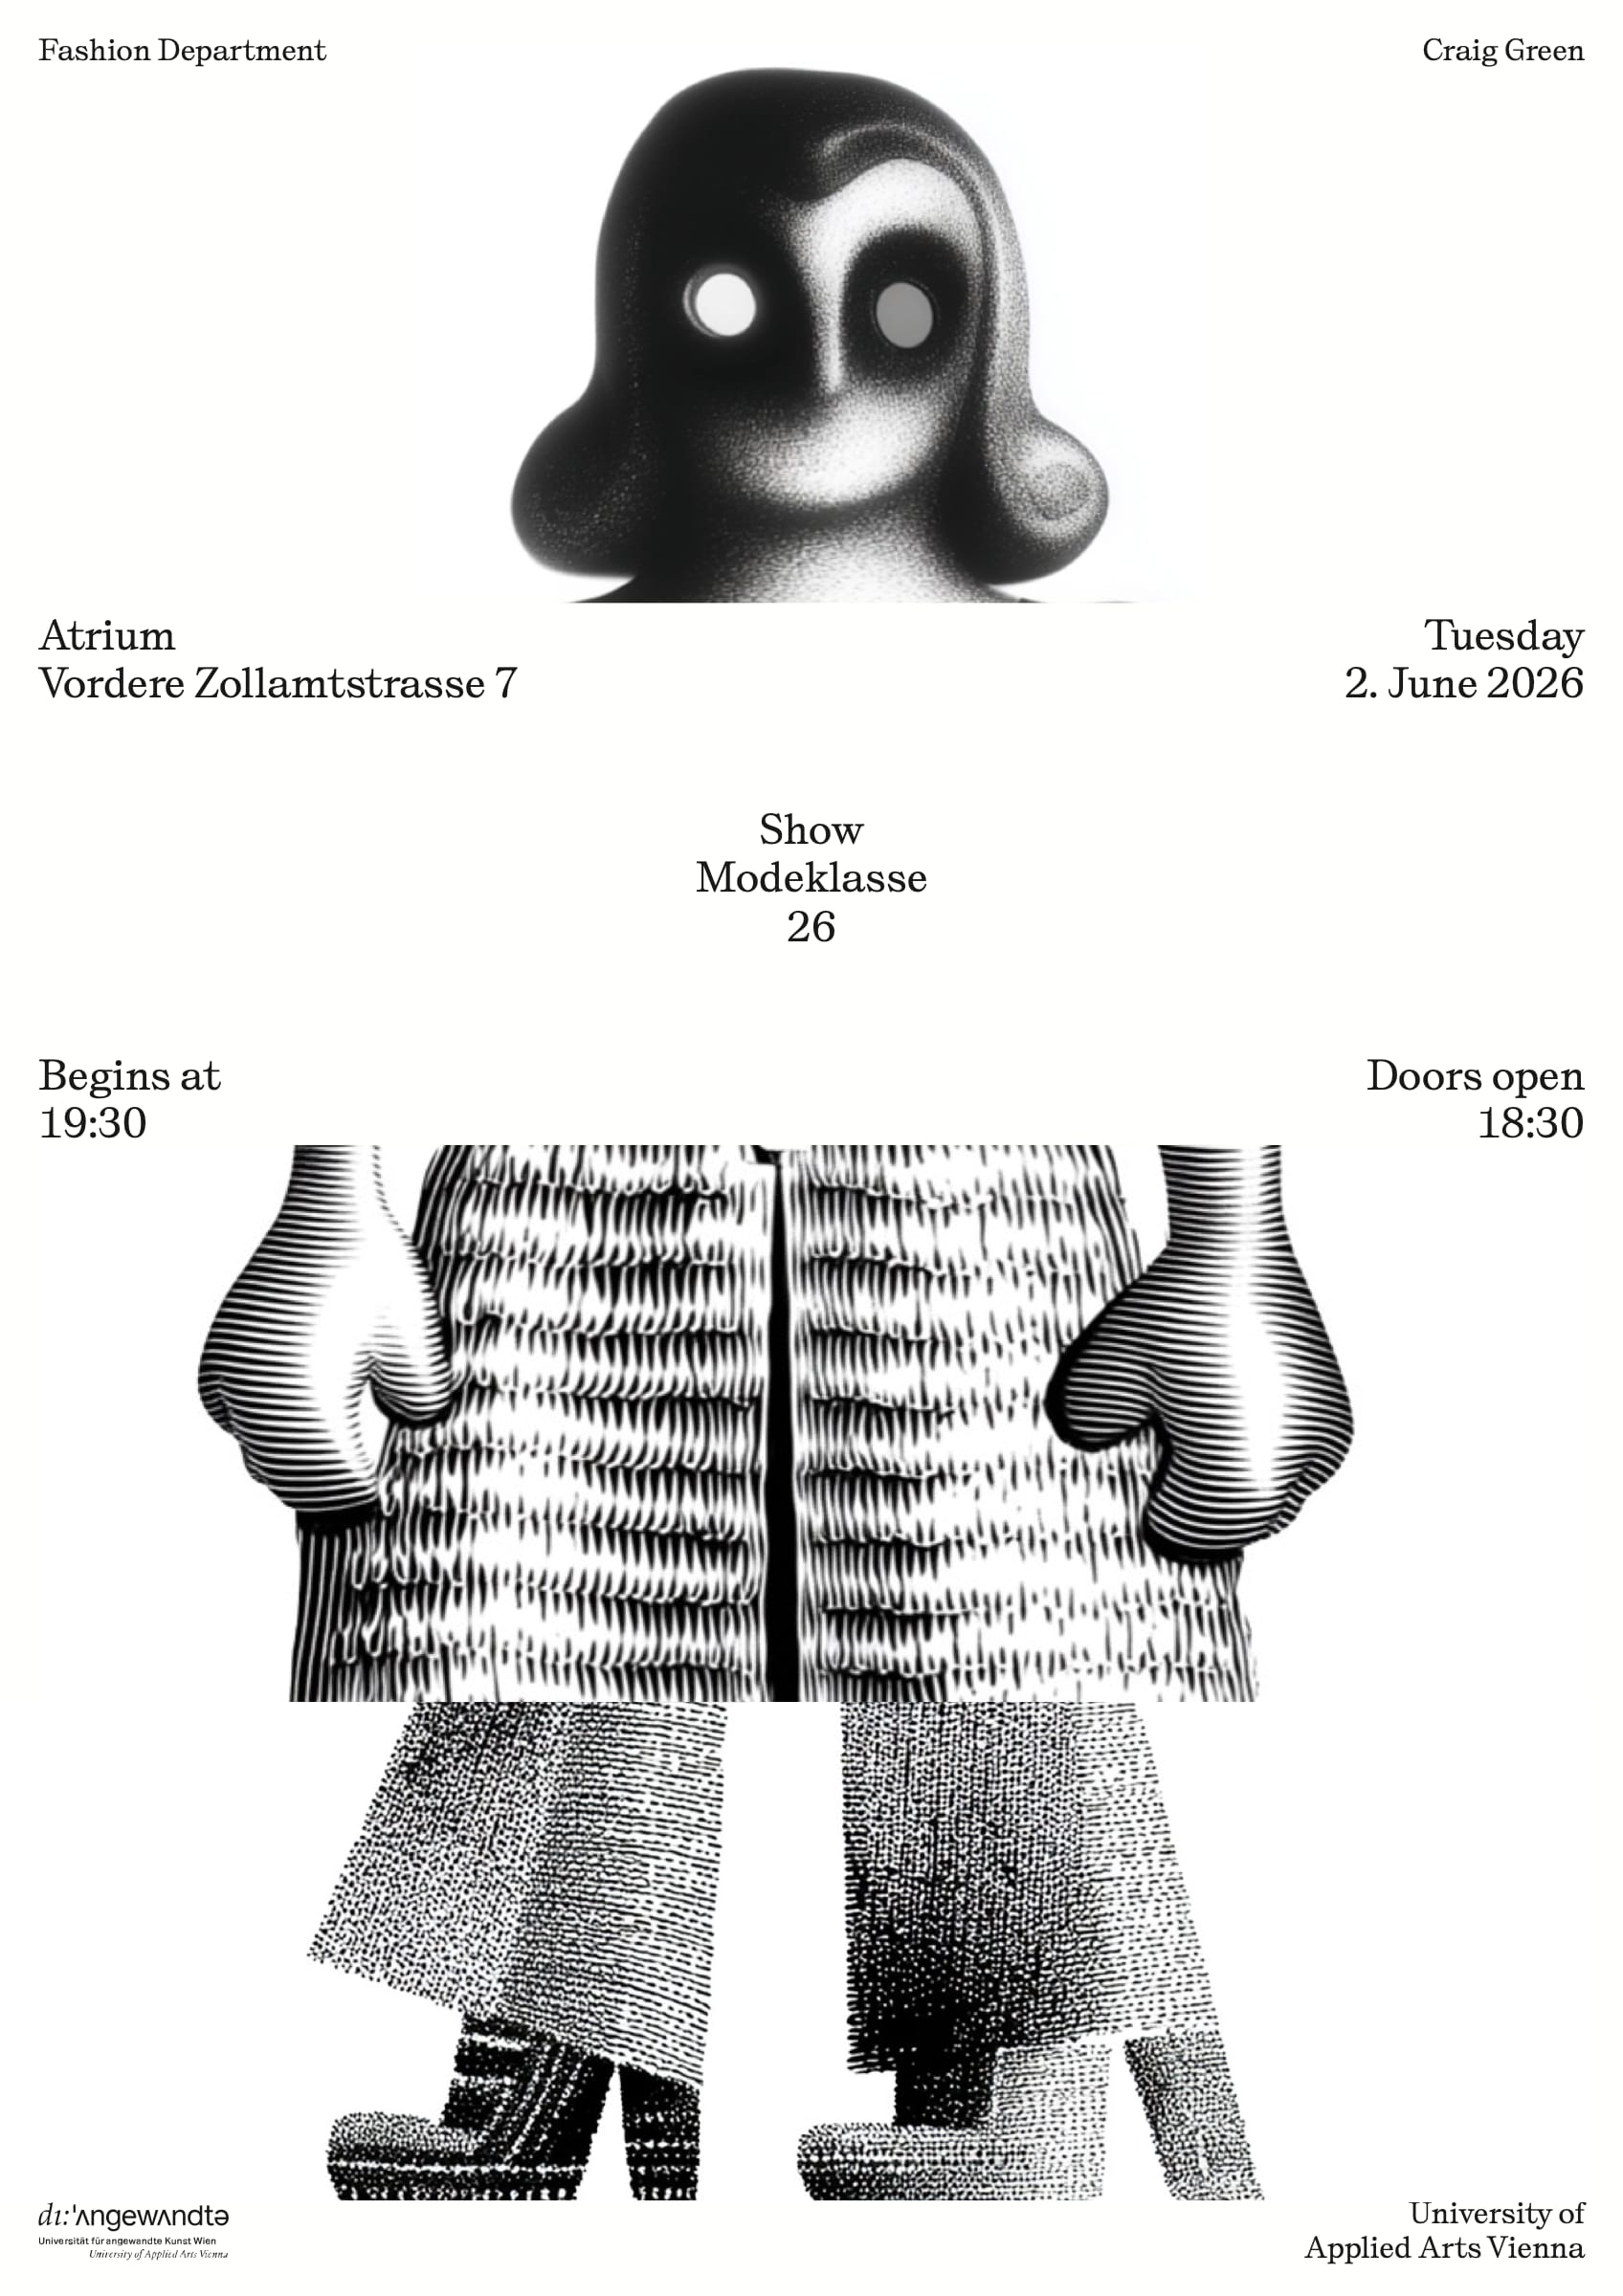 Fashion Department
Craig Green
Atrium
Vordere Zollamtstrasse 7
Tuesday
2. June 2026
Show
Modeklasse
26
Begins at
19:30
Doors open
18:30
dı:'ʌngewʌndtə
Universität für angewandte Kunst Wien
University of Applied Arts Vienna
University of
Applied Arts Vienna